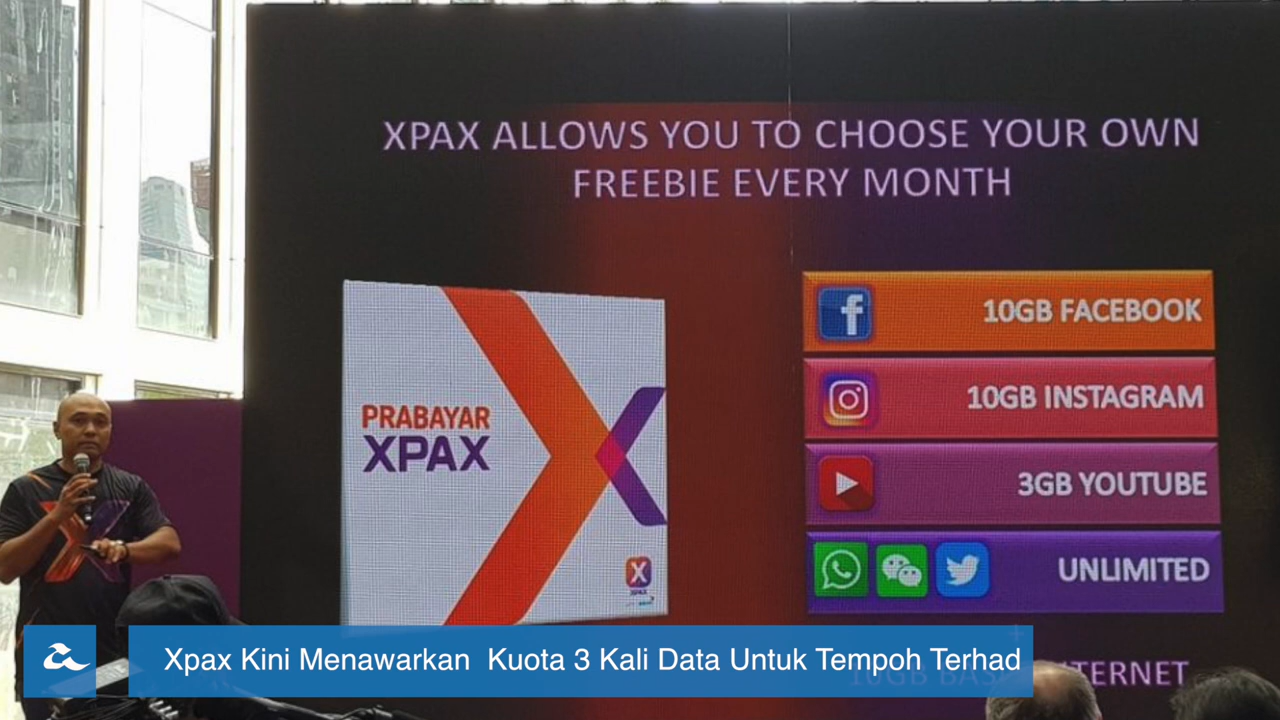 XPAX ALLOWS YOU TO CHOOSE YOUR OWN
FREEBIE EVERY MONTH
PRABAYAR
XPAX
X
XPAX
10GB FACEBOOK
10GB INSTAGRAM
3GB YOUTUBE
UNLIMITED
Xpax Kini Menawarkan Kuota 3 Kali Data Untuk Tempoh Terhad